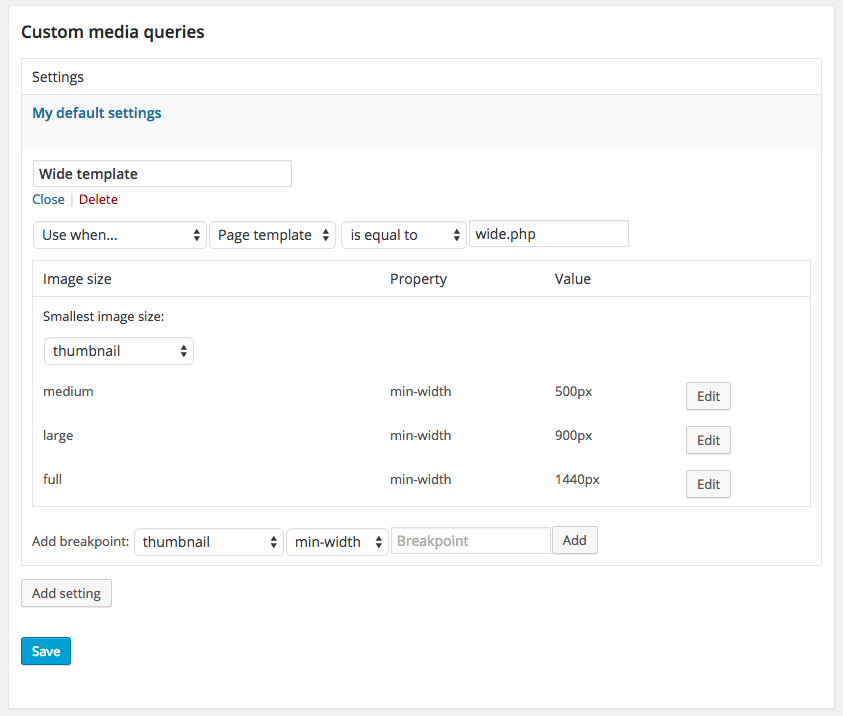 Custom media queries
Settings
My default settings
Wide template
Close | Delete
Use when... Page template is equal to wide.php
Image size Property Value
Smallest image size:
thumbnail
medium min-width 500px Edit
large min-width 900px Edit
full min-width 1440px Edit
Add breakpoint: thumbnail min-width Breakpoint Add
Add setting
Save